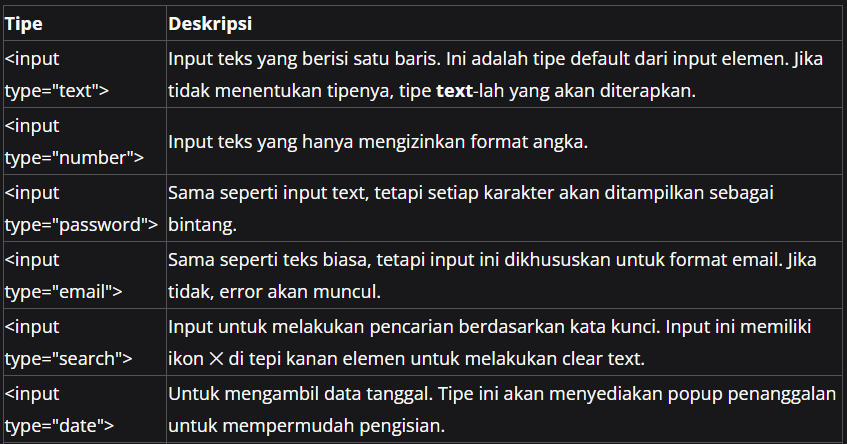 Tipe Deskripsi
<input
type="text">
Input teks yang berisi satu baris. Ini adalah tipe default dari input elemen. Jika
tidak menentukan tipenya, tipe text-lah yang akan diterapkan.
<input
type="number">
Input teks yang hanya mengizinkan format angka.
<input
type="password">
Sama seperti input text, tetapi setiap karakter akan ditampilkan sebagai
bintang.
<input
type="email">
Sama seperti teks biasa, tetapi input ini dikhususkan untuk format email. Jika
tidak, error akan muncul.
<input
type="search">
Input untuk melakukan pencarian berdasarkan kata kunci. Input ini memiliki
ikon ╳ di tepi kanan elemen untuk melakukan clear text.
<input
type="date">
Untuk mengambil data tanggal. Tipe ini akan menyediakan popup penanggalan
untuk mempermudah pengisian.